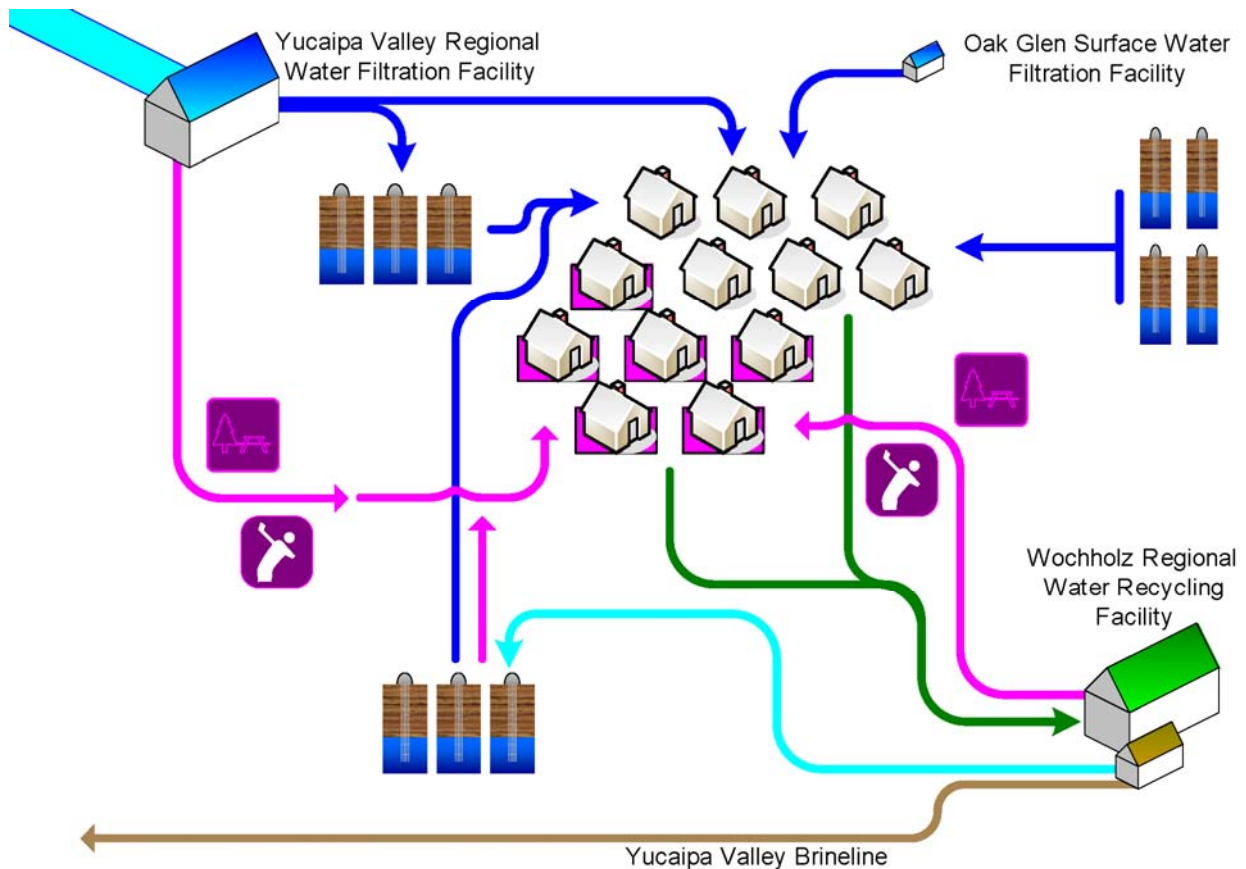 Yucaipa Valley Regional
Water Filtration Facility
Oak Glen Surface Water
Filtration Facility
Wochholz Regional
Water Recycling
Facility
Yucaipa Valley Brineline